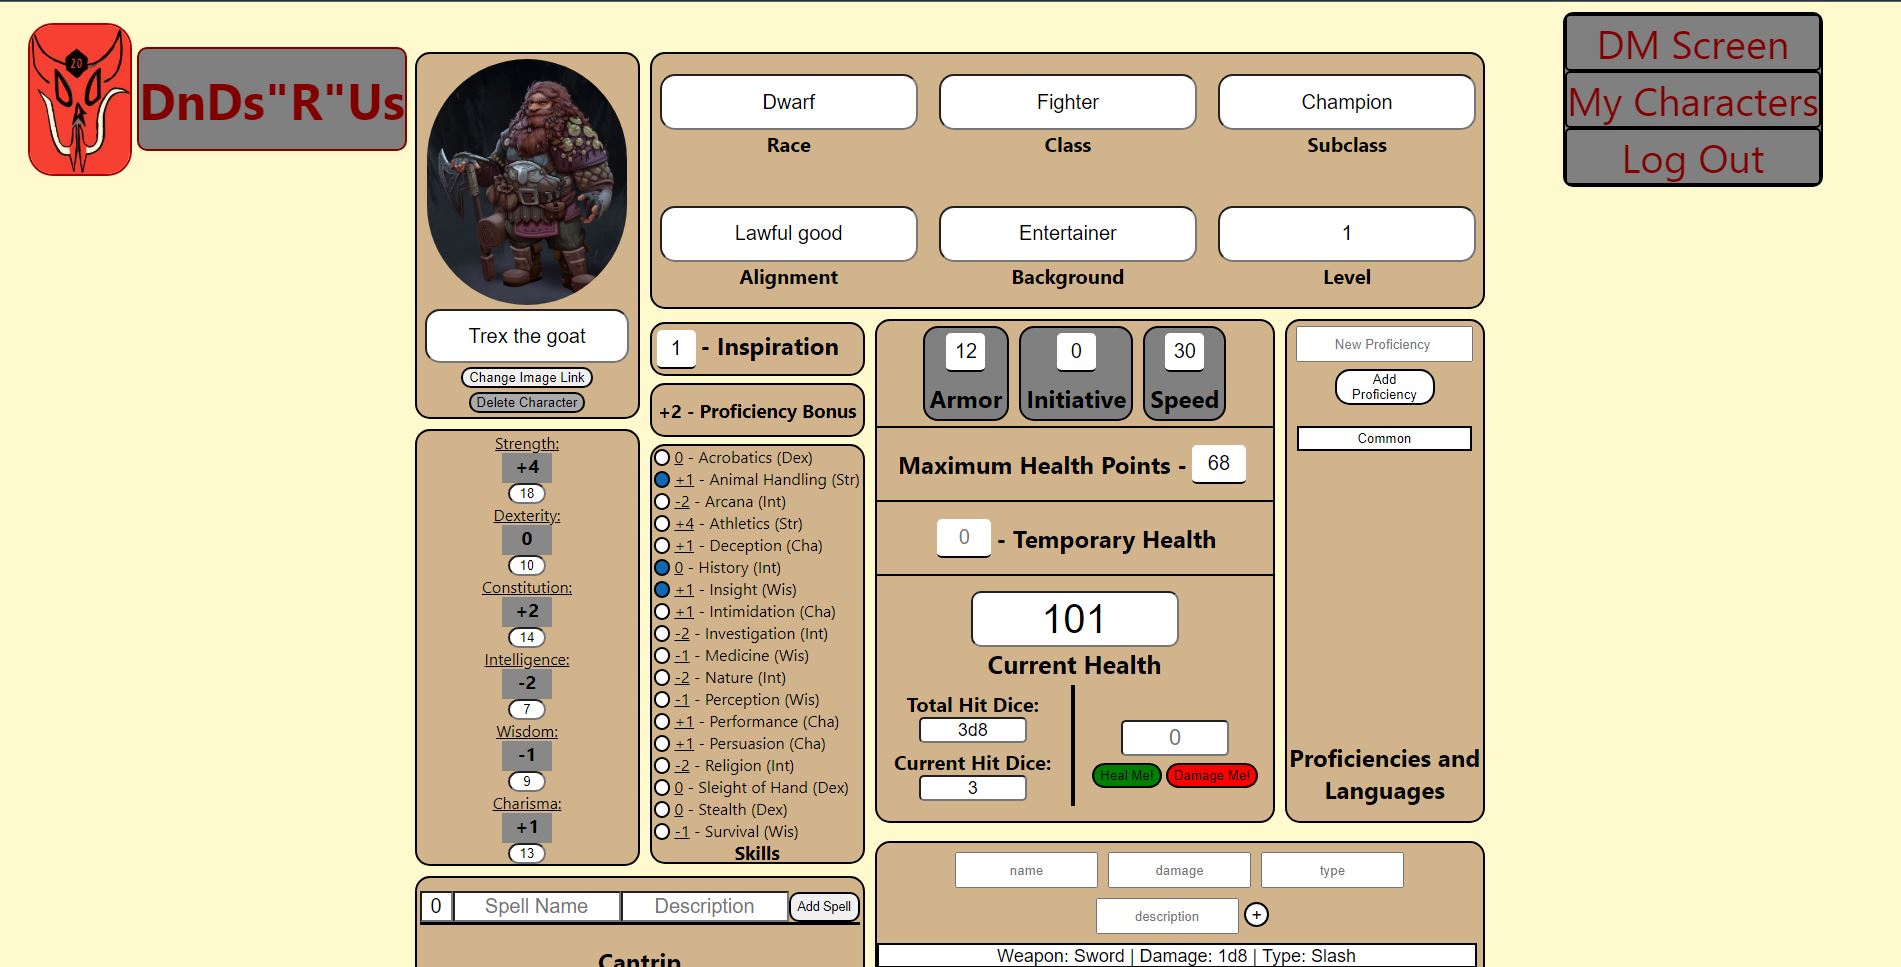 20
DnDs"R"Us
DM Screen
My Characters
Log Out
Trex the goat
Change Image Link
Delete Character
Dwarf
Race
Fighter
Class
Champion
Subclass
Lawful good
Alignment
Entertainer
Background
1
Level
Strength:
+4
18
Dexterity:
0
10
Constitution:
+2
14
Intelligence:
-2
7
Wisdom:
-1
9
Charisma:
+1
13
1 - Inspiration
+2 - Proficiency Bonus
0 - Acrobatics (Dex)
+1 - Animal Handling (Str)
-2 - Arcana (Int)
+4 - Athletics (Str)
+1 - Deception (Cha)
0 - History (Int)
+1 - Insight (Wis)
+1 - Intimidation (Cha)
-2 - Investigation (Int)
-1 - Medicine (Wis)
-2 - Nature (Int)
-1 - Perception (Wis)
+1 - Performance (Cha)
+1 - Persuasion (Cha)
-2 - Religion (Int)
0 - Sleight of Hand (Dex)
0 - Stealth (Dex)
-1 - Survival (Wis)
Skills
12
Armor
0
Initiative
30
Speed
Maximum Health Points - 68
0 - Temporary Health
101
Current Health
Total Hit Dice:
3d8
Current Hit Dice:
3
0
Heal Me! Damage Me!
New Proficiency
Add
Proficiency
Common
Proficiencies and
Languages
0 Spell Name Description Add Spell
Cantrip
name damage type
description +
Weapon: Sword | Damage: 1d8 | Type: Slash